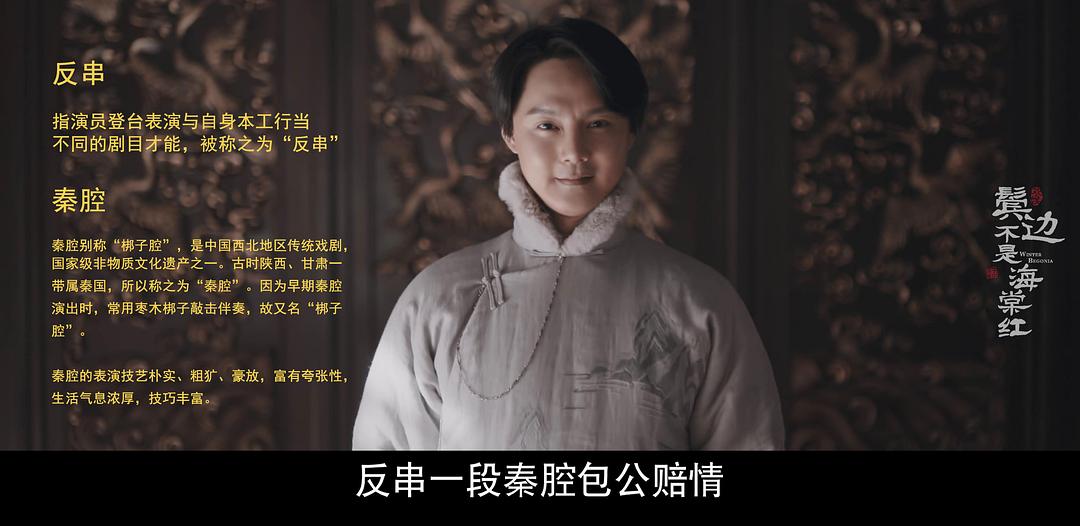 反串
指演员登台表演与自身本工行当
不同的剧目才能，被称之为“反串”
秦腔
秦腔别称“梆子腔”，是中国西北地区传统戏剧，
国家级非物质文化遗产之一。古时陕西、甘肃一
带属秦国，所以称之为“秦腔”。因为早期秦腔
演出时，常用枣木梆子敲击伴奏，故又名“梆子
腔”。
秦腔的表演技艺朴实、粗犷、豪放，富有夸张性，
生活气息浓厚，技巧丰富。
鬓边
不是
海棠红
WINTER
BEGONIA
反串一段秦腔包公赔情